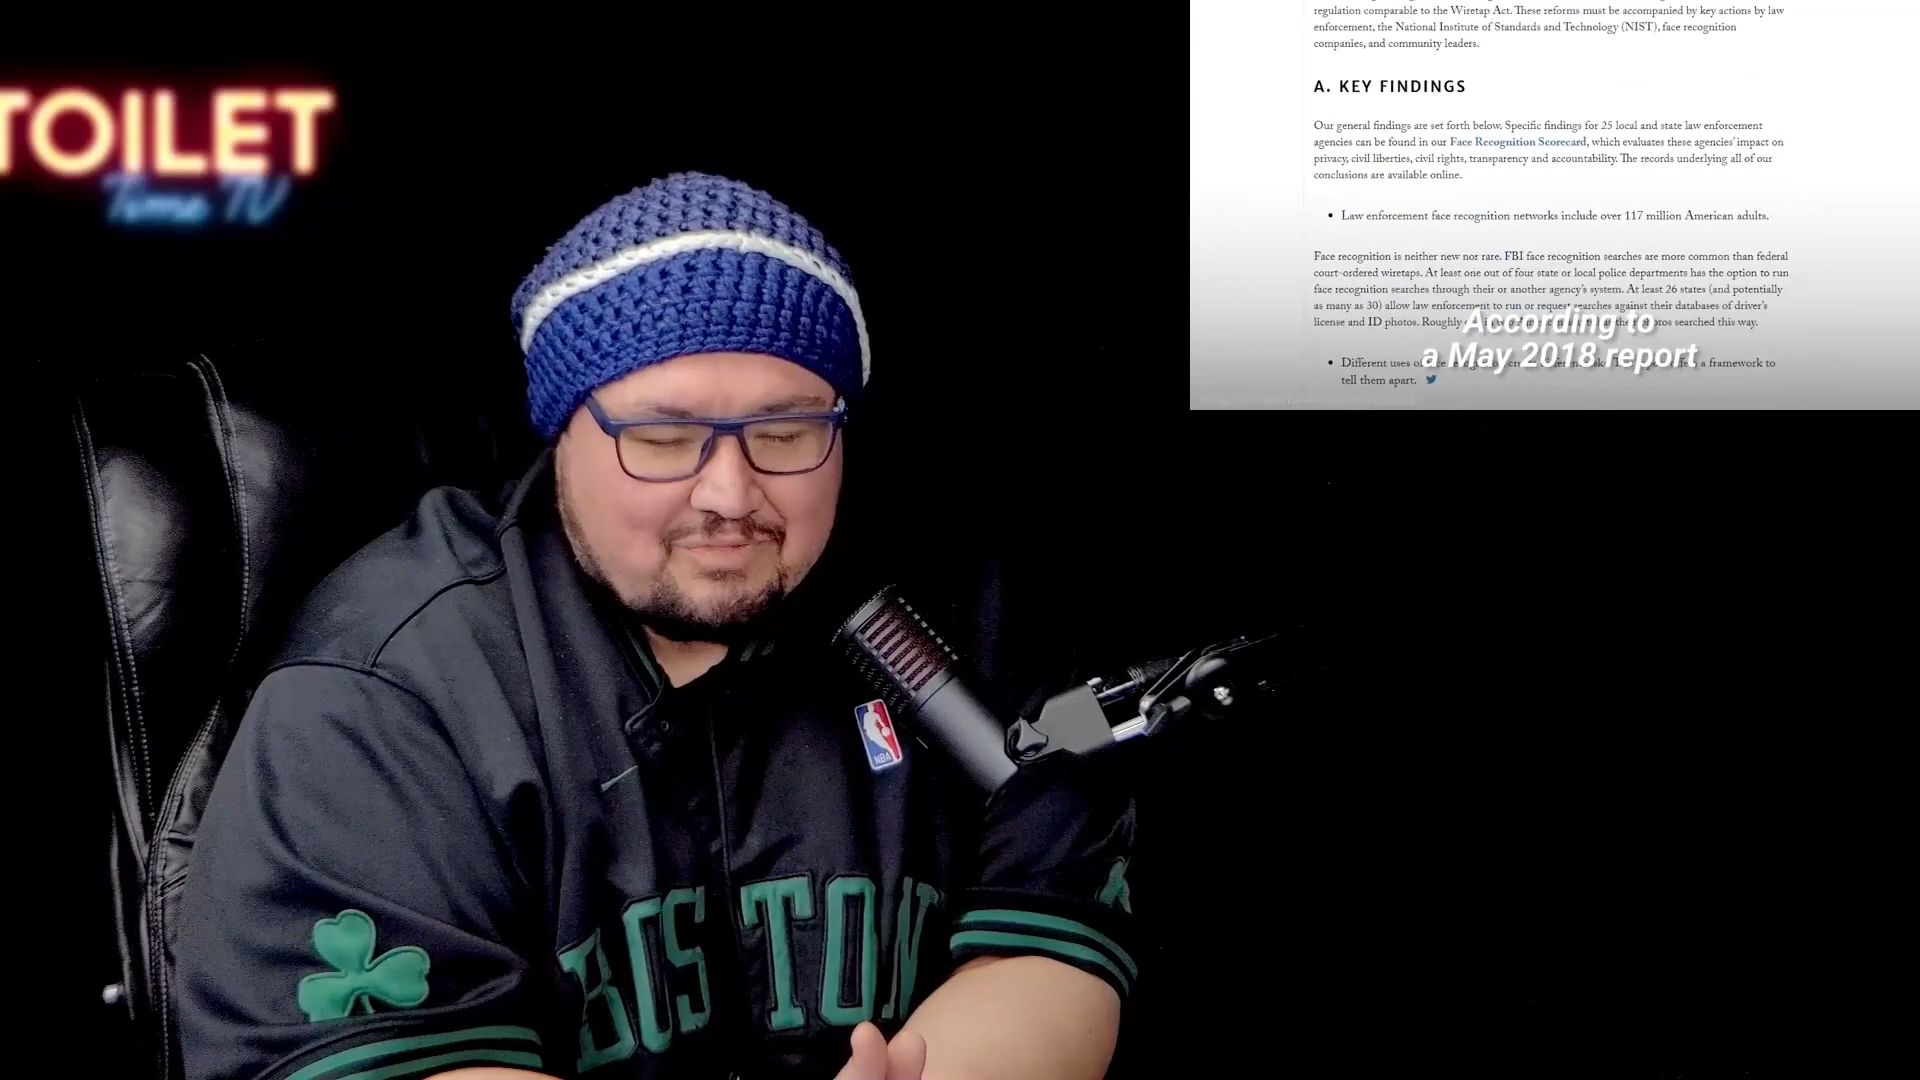 TOILET
Time TV
regulation comparable to the Wiretap Act. These reforms must be accompanied by key actions by law
enforcement, the National Institute of Standards and Technology (NIST), face recognition
companies, and community leaders.
A. KEY FINDINGS
Our general findings are set forth below. Specific findings for 25 local and state law enforcement
agencies can be found in our Face Recognition Scorecard, which evaluates these agencies' impact on
privacy, civil liberties, civil rights, transparency and accountability. The records underlying all of our
conclusions are available online.
• Law enforcement face recognition networks include over 117 million American adults.
Face recognition is neither new nor rare. FBI face recognition searches are more common than federal
court-ordered wiretaps. At least one out of four state or local police departments has the option to run
face recognition searches through their or another agency's system. At least 26 states (and potentially
as many as 30) allow law enforcement to run or request searches against their databases of driver's
license and ID photos. Roughly searched this way.
According to
a May 2018 report
• Different uses a framework to
tell them apart.
NBA
BOSTON